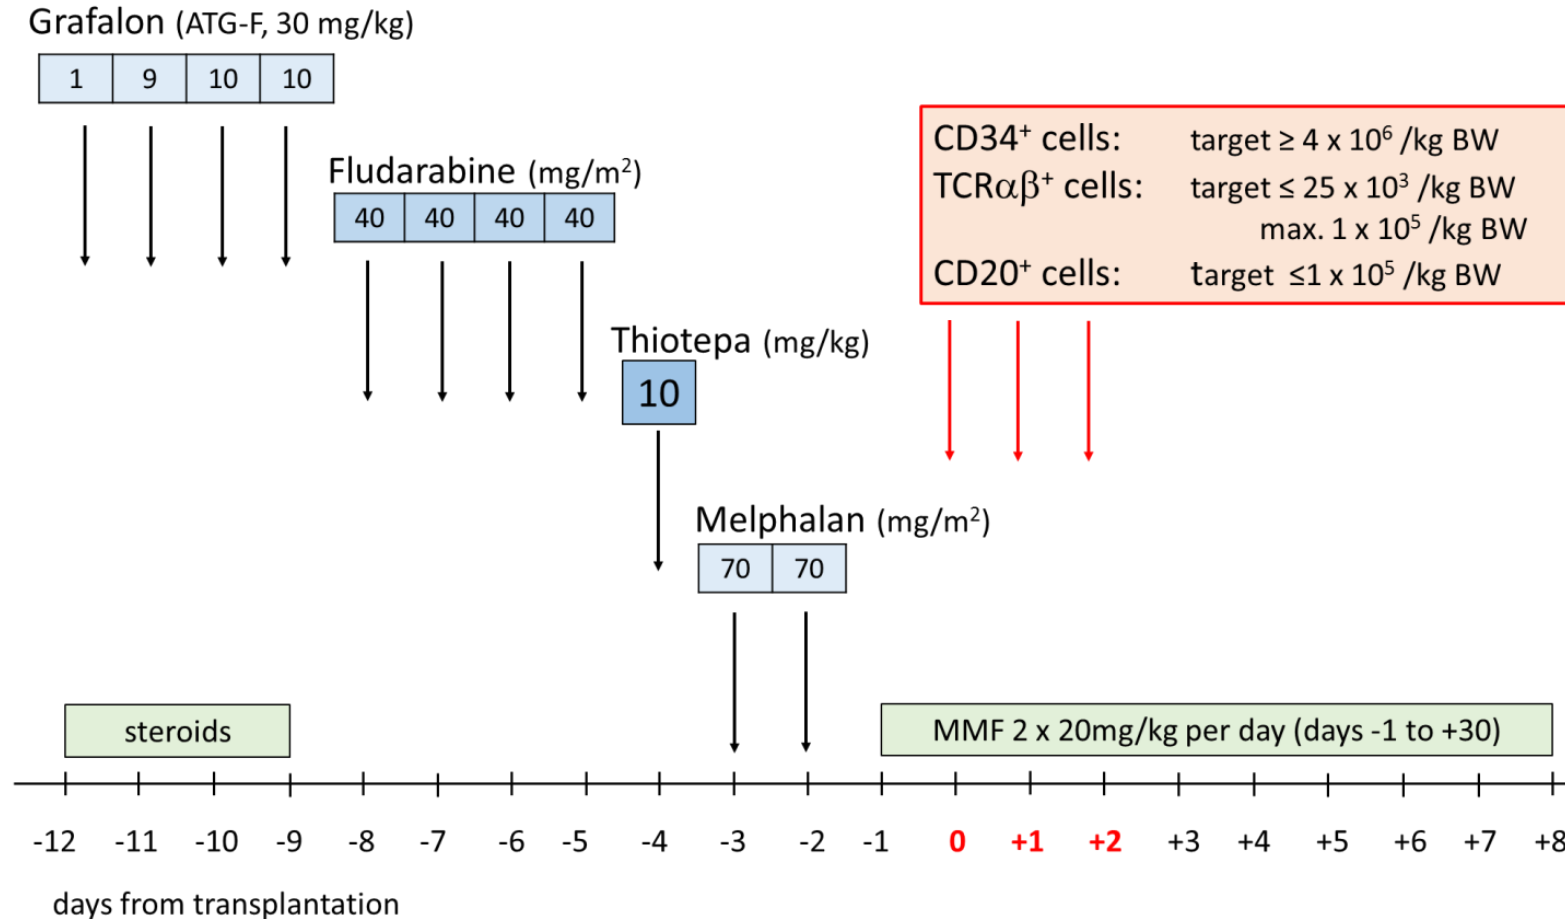 Grafalon (ATG-F, 30 mg/kg)
1 9 10 10
Fludarabine (mg/m²)
40 40 40 40
Thiotepa (mg/kg)
10
Melphalan (mg/m²)
70 70
CD34⁺ cells: target ≥ 4 x 10⁶ /kg BW
TCRαβ⁺ cells: target ≤ 25 x 10³ /kg BW
max. 1 x 10⁵ /kg BW
CD20⁺ cells: target ≤1 x 10⁵ /kg BW
steroids
MMF 2 x 20mg/kg per day (days -1 to +30)
-12 -11 -10 -9 -8 -7 -6 -5 -4 -3 -2 -1 0 +1 +2 +3 +4 +5 +6 +7 +8
days from transplantation